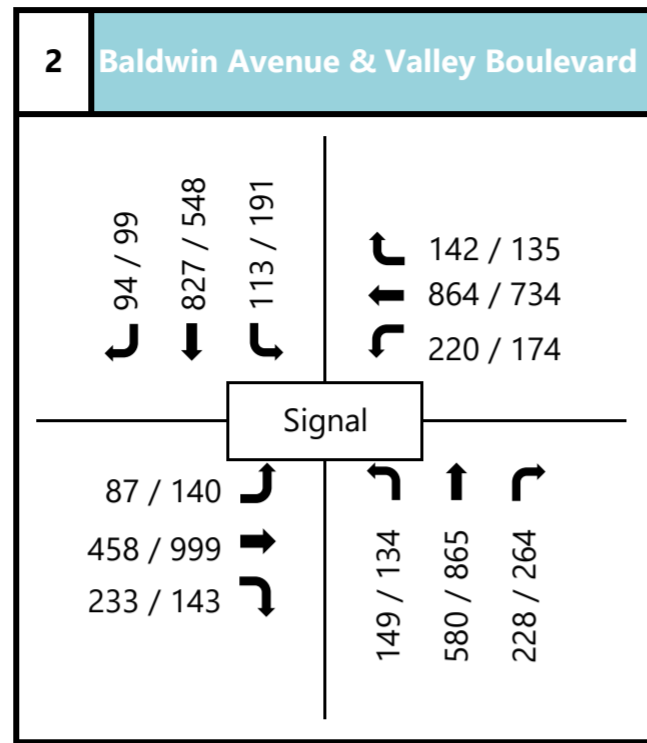 2
Baldwin Avenue & Valley Boulevard
94 / 99
827 / 548
113 / 191
142 / 135
864 / 734
220 / 174
Signal
87 / 140
458 / 999
233 / 143
149 / 134
580 / 865
228 / 264